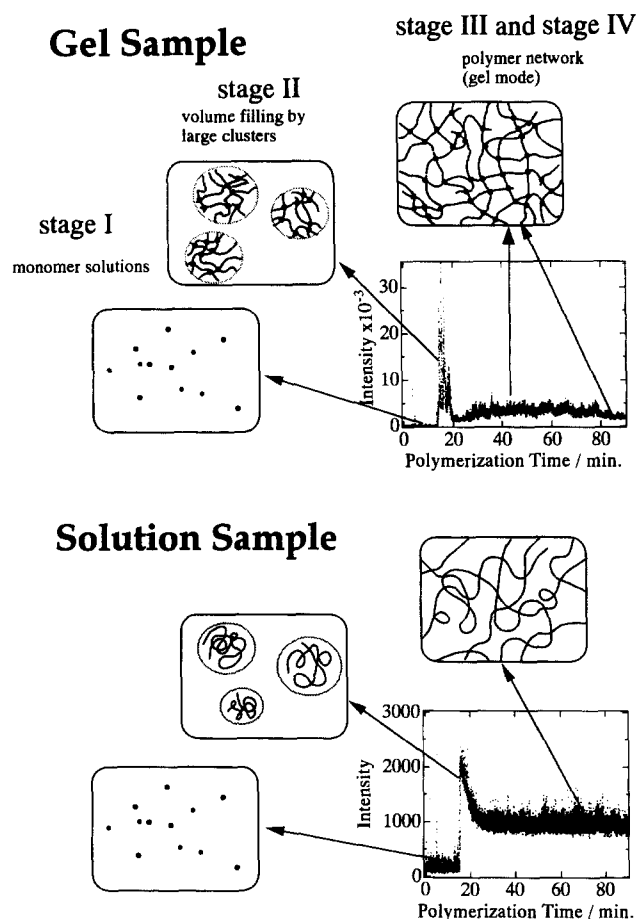 Gel Sample
stage III and stage IV
polymer network
(gel mode)
stage II
volume filling by
large clusters
stage I
monomer solutions
Intensity x10-3
30
20
10
5
0
0 20 40 60 80
Polymerization Time / min.
Solution Sample
Intensity
3000
2000
1000
0
0 20 40 60 80
Polymerization Time / min.